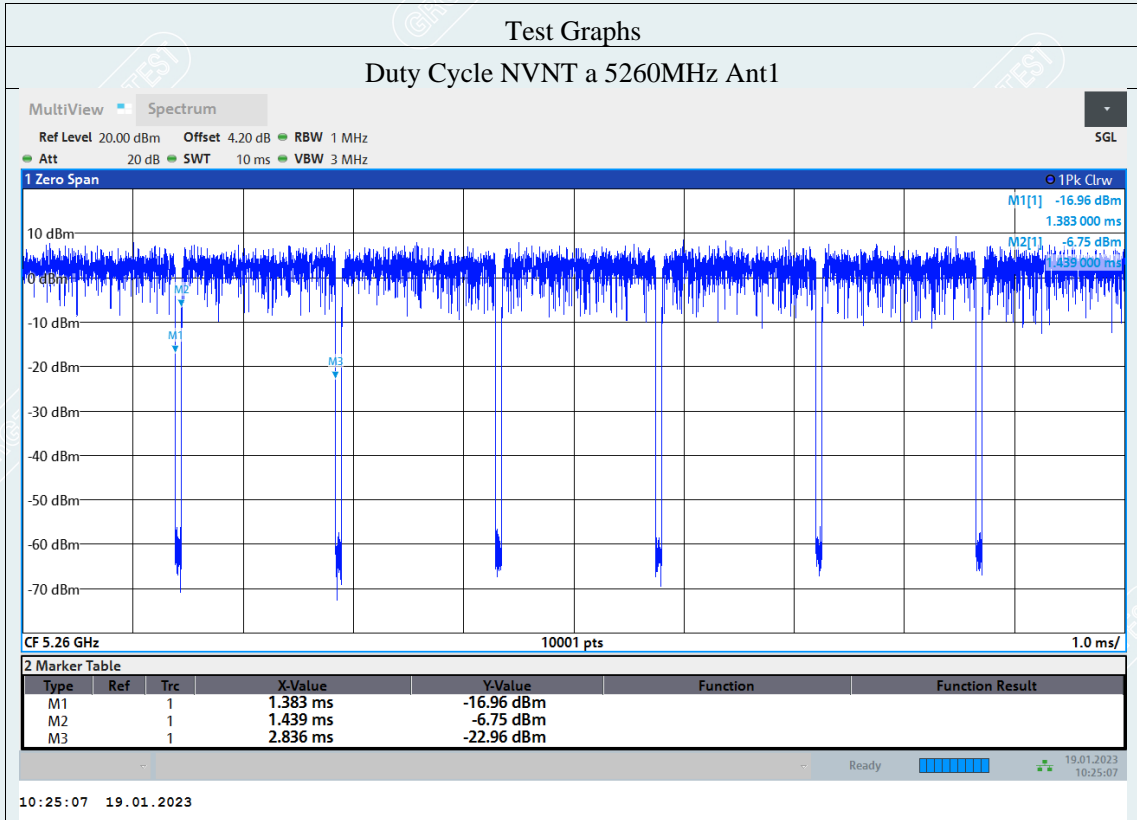 Test Graphs
Duty Cycle NVNT a 5260MHz Ant1
MultiView Spectrum
Ref Level 20.00 dBm Offset 4.20 dB RBW 1 MHz SGL
Att 20 dB SWT 10 ms VBW 3 MHz
1 Zero Span 1Pk Clrw
M1[1] -16.96 dBm
1.383 000 ms
10 dBm
M2[1] -6.75 dBm
1.439 000 ms
0 dBm
M2
-10 dBm
M1
M3
-20 dBm
-30 dBm
-40 dBm
-50 dBm
-60 dBm
-70 dBm
CF 5.26 GHz 10001 pts 1.0 ms/
2 Marker Table
Type Ref Trc X-Value Y-Value Function Function Result
M1 1 1.383 ms -16.96 dBm
M2 1 1.439 ms -6.75 dBm
M3 1 2.836 ms -22.96 dBm
Ready 19.01.2023
10:25:07
10:25:07 19.01.2023